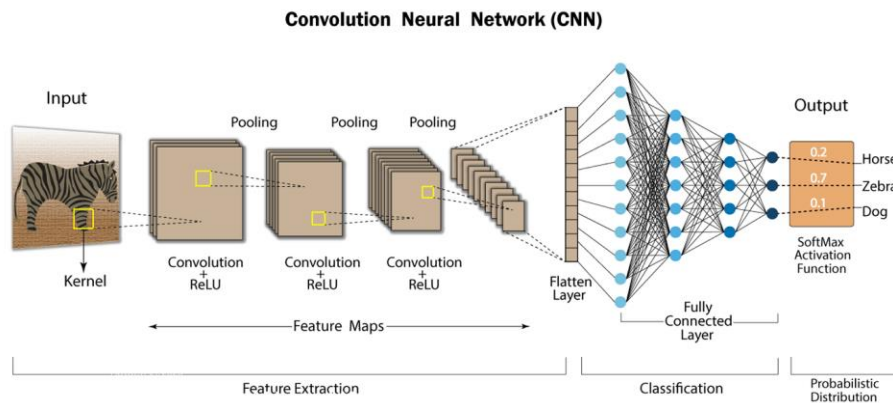 Convolution Neural Network (CNN)
Input
Pooling
Pooling
Pooling
Output
0.2
Horse
0.7
Zebra
0.1
Dog
Kernel
Convolution
+
ReLU
Convolution
+
ReLU
Convolution
+
ReLU
Flatten
Layer
SoftMax
Activation
Function
Feature Maps
Fully
Connected
Layer
Feature Extraction
Classification
Probabilistic
Distribution